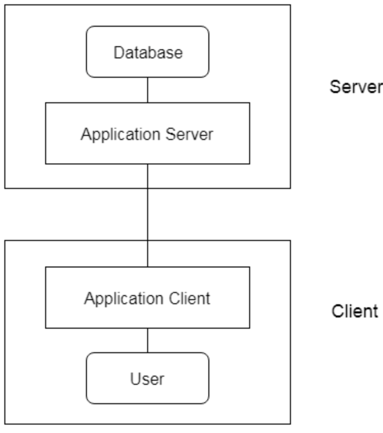 Database
Server
Application Server
Application Client
Client
User